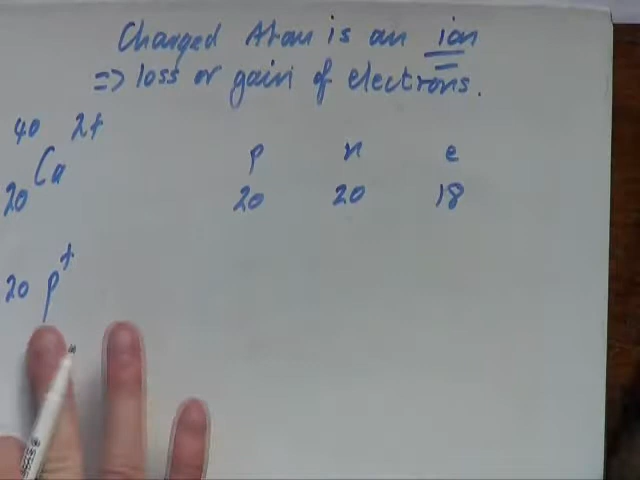 Charged Atom is an ion
=> loss or gain of electrons.
40 2+
Ca
20
p n e
20 20 18
20 p+